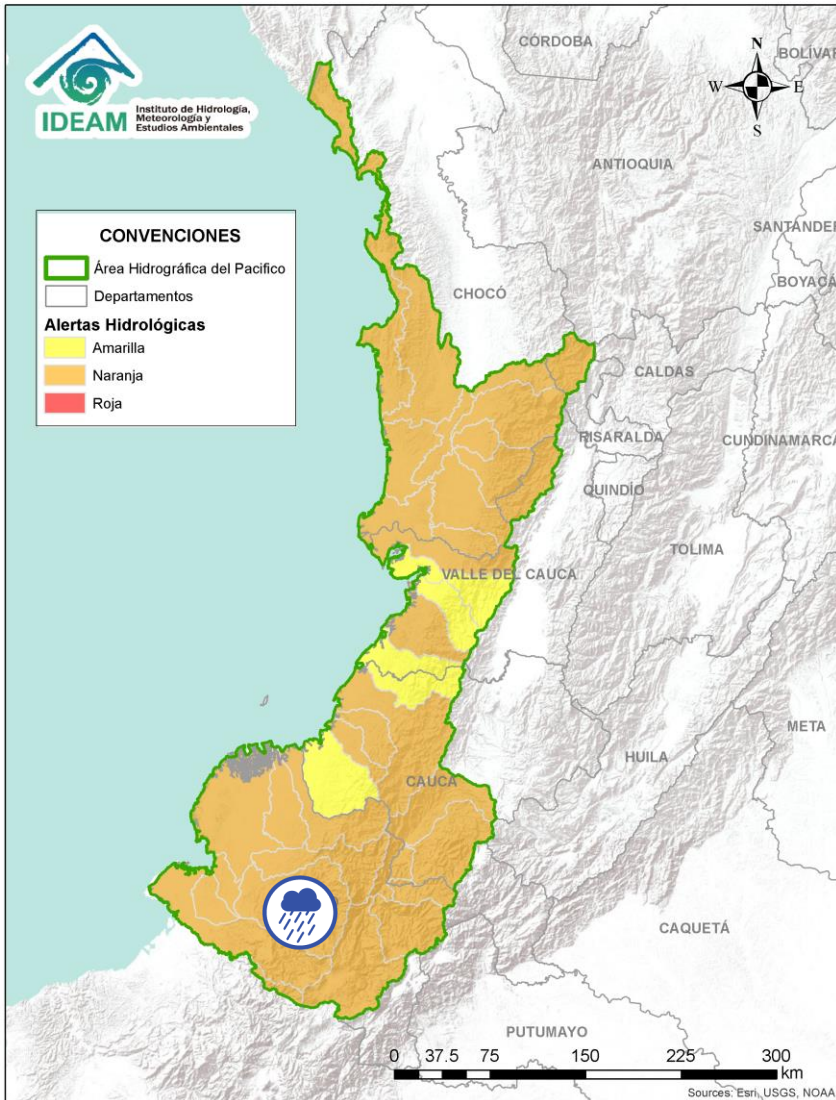 IDEAM
Instituto de Hidrología,
Meteorología y
Estudios Ambientales
CÓRDOBA
BOLÍVAR
N
W
E
S
ANTIOQUIA
SANTANDER
BOYACÁ
CONVENCIONES
Área Hidrográfica del Pacifico
Departamentos
Alertas Hidrológicas
Amarilla
Naranja
Roja
CHOCÓ
CALDAS
RISARALDA
CUNDINAMARCA
QUINDÍO
TOLIMA
VALLE DEL CAUCA
META
HUILA
CAUCA
CAQUETÁ
PUTUMAYO
0 37.5 75 150 225 300
km
Sources: Esri, USGS, NOAA